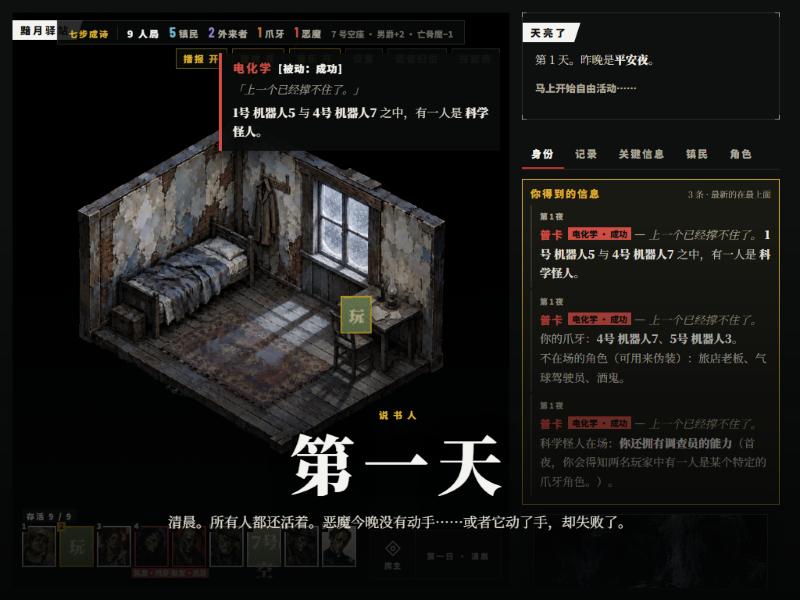 黯月驿
七步成诗
9 人局 5 镇民 2 外来者 1 爪牙 1 恶魔 7 号空座 · 男爵+2 · 亡骨魔−1
播报 开
电化学 [被动：成功]
「上一个已经撑不住了。」
1号 机器人5 与 4号 机器人7 之中，有一人是 科学
怪人。
玩
说书人
第一天
清晨。所有人都还活着。恶魔今晚没有动手……或者它动了手，却失败了。
存活 9 / 9
1
2
3
4
玩
7号
空
第一日 · 清晨
天亮了
第 1 天。昨晚是平安夜。
马上开始自由活动……
身份 记录 关键信息 镇民 角色
你得到的信息
3 条 · 最新的在最上面
第1夜
普卡 电化学 · 成功 — 上一个已经撑不住了。 1
号 机器人5 与 4号 机器人7 之中，有一人是 科
学怪人。
第1夜
普卡 电化学 · 成功 — 上一个已经撑不住了。
你的爪牙：4号 机器人7、5号 机器人3。
不在场的角色（可用来伪装）：旅店老板、气
球驾驶员、酒鬼。
第1夜
普卡 电化学 · 成功 — 上一个已经撑不住了。
科学怪人在场：你还拥有调查员的能力（首
夜，你会得知两名玩家中有一人是某个特定的
爪牙角色。）。